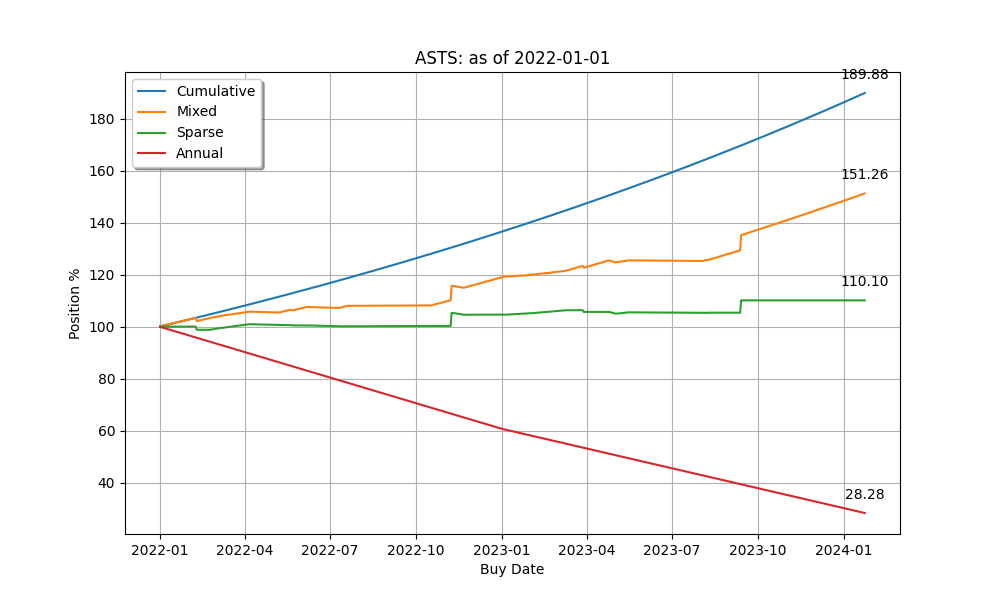 ASTS: as of 2022-01-01
189.88
Cumulative
Mixed
Sparse
Annual
151.26
110.10
28.28
180
160
140
120
100
80
60
40
Position %
2022-01 2022-04 2022-07 2022-10 2023-01 2023-04 2023-07 2023-10 2024-01
Buy Date